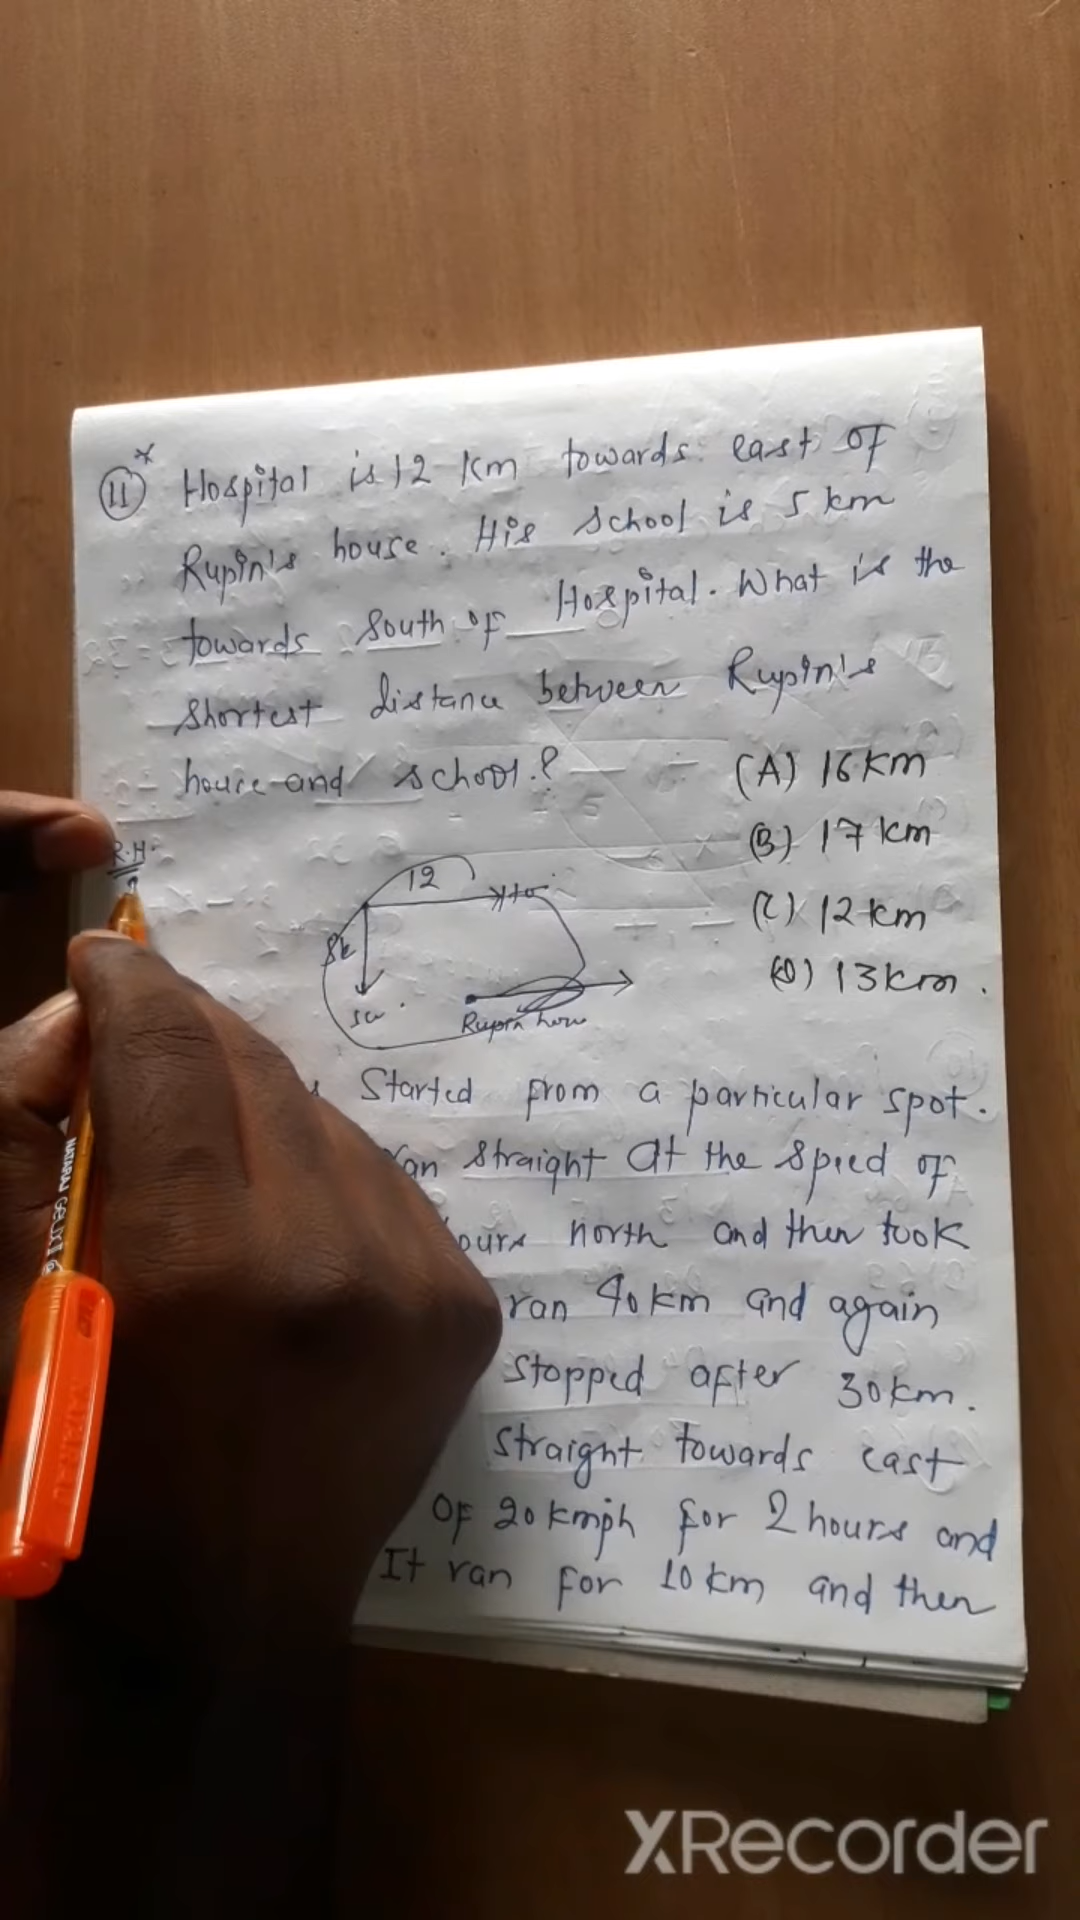 11 Hospital is 12 Km towards east of
Rupin's house. His school is 5 km
towards south of Hospital. What is the
shortest distance between Rupin's
house and school?
(A) 16 km
(B) 17 km
(C) 12 km
(D) 13 km.
R.H.
12
Rupin
Started from a particular spot.
ran straight at the speed of
north and then took
ran 40 km and again
stopped after 30 km.
straight towards east
of 20 kmph for 2 hours and
It ran for 10 km and then
NATARAJ
XRecorder